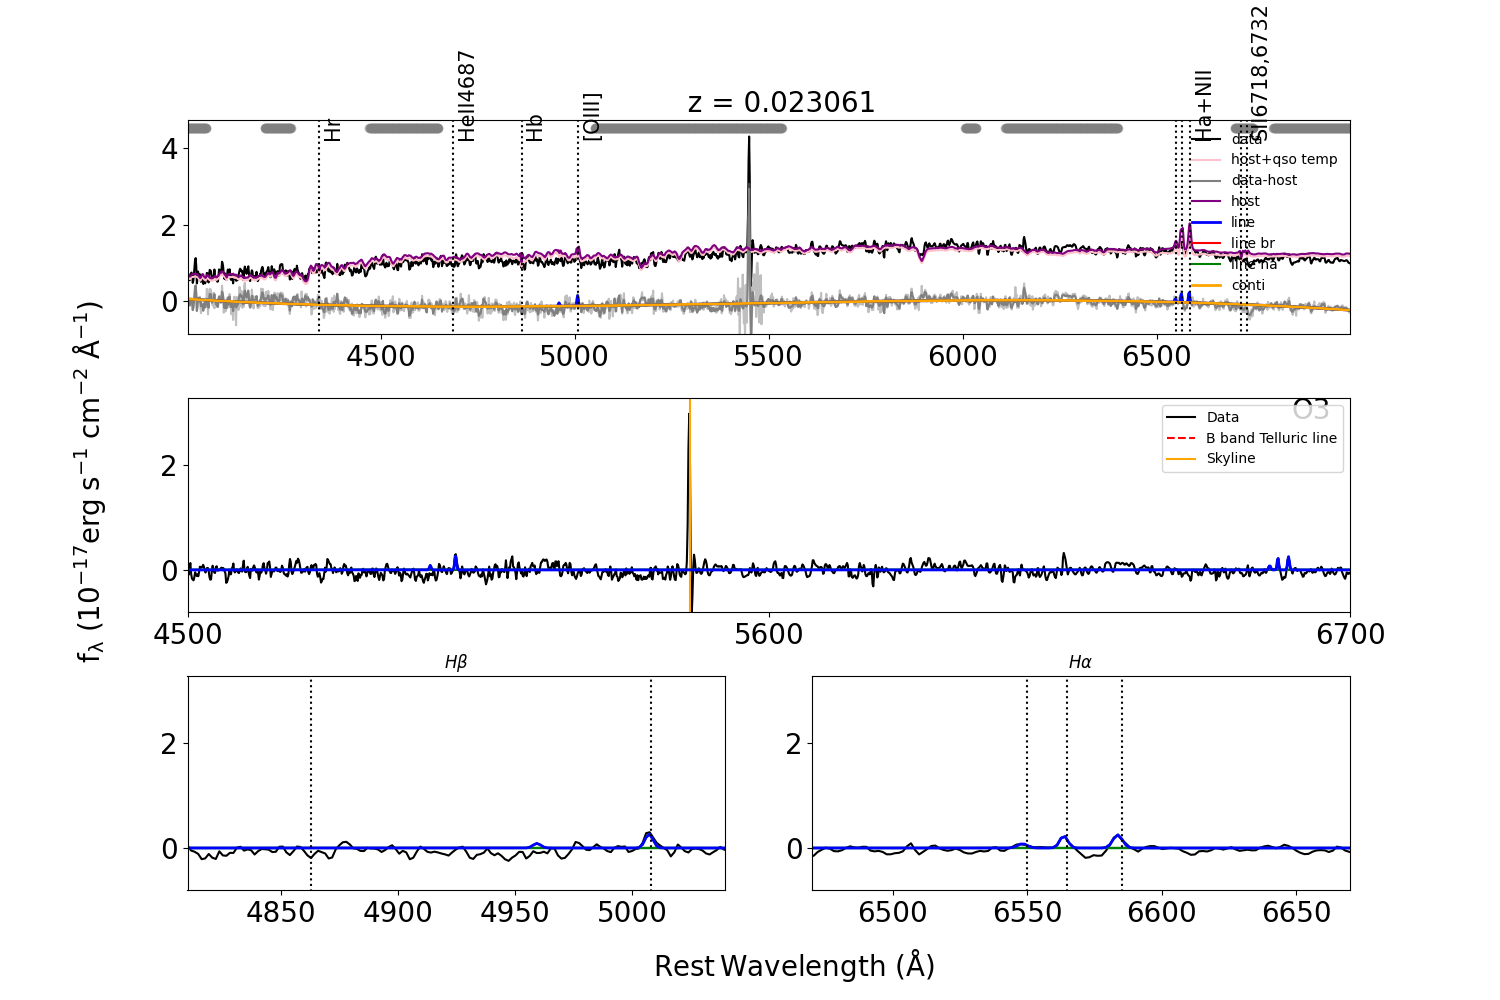 z = 0.023061
Hr
HeII4687
Hb
[OIII]
Ha+NII
SII6718,6732
data
host+qso temp
data-host
host
line
line br
line na
conti
4
2
0
4500 5000 5500 6000 6500
O3
Data
B band Telluric line
Skyline
2
0
4500 5600 6700
fλ (10⁻¹⁷erg s⁻¹ cm⁻² Å⁻¹)
Hβ
2
0
4850 4900 4950 5000
Hα
2
0
6500 6550 6600 6650
Rest Wavelength (Å)